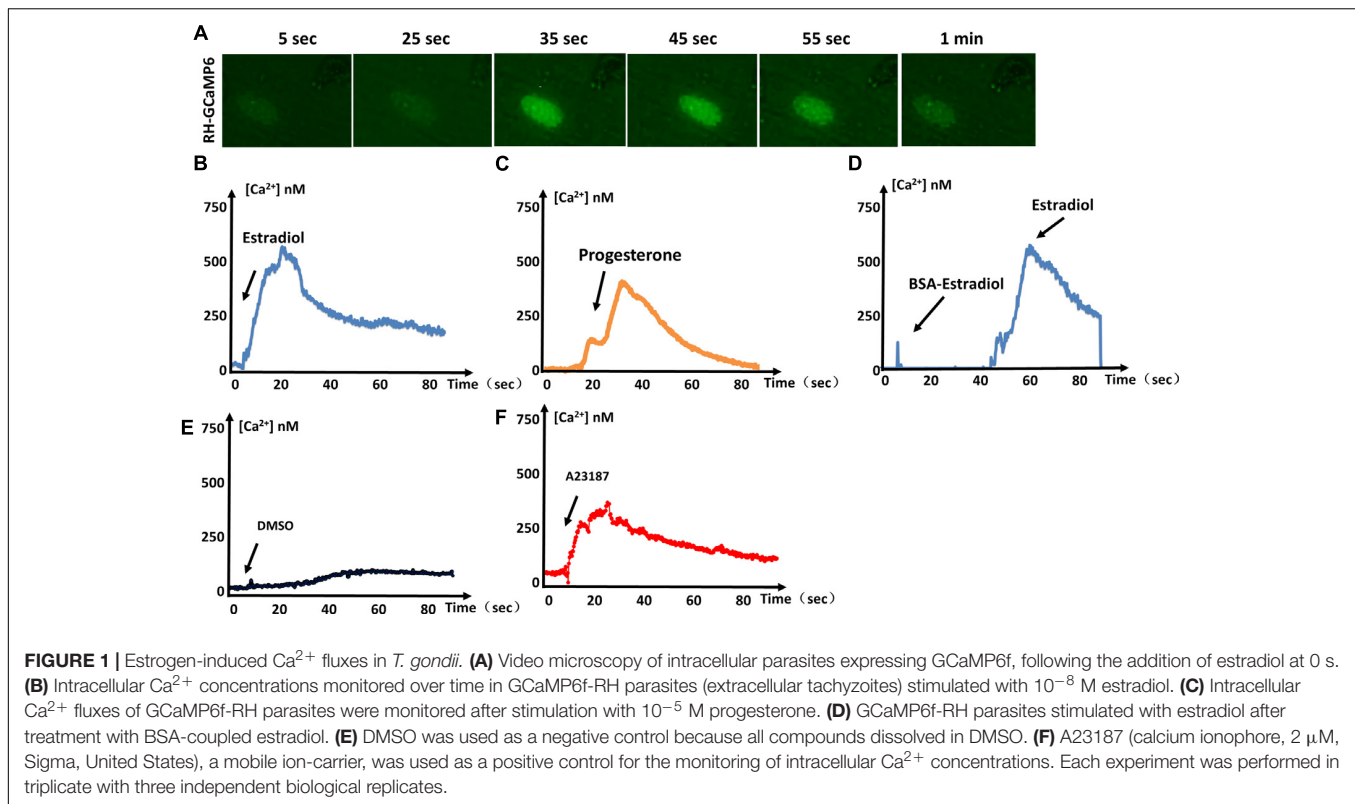 A
5 sec 25 sec 35 sec 45 sec 55 sec 1 min
RH-GCaMP6
B
[Ca²⁺] nM
750
500
250
0
Estradiol
0 20 40 60 80 Time（sec)
C
[Ca²⁺] nM
750
500
250
0
Progesterone
0 20 40 60 80 Time（sec)
D
[Ca²⁺] nM
750
500
250
0
BSA-Estradiol
Estradiol
0 20 40 60 80 Time（sec)
E
[Ca²⁺] nM
750
500
250
0
DMSO
0 20 40 60 80 Time（sec)
F
[Ca²⁺] nM
750
500
250
0
A23187
0 20 40 60 80 Time（sec)
FIGURE 1 | Estrogen-induced Ca²⁺ fluxes in T. gondii. (A) Video microscopy of intracellular parasites expressing GCaMP6f, following the addition of estradiol at 0 s.
(B) Intracellular Ca²⁺ concentrations monitored over time in GCaMP6f-RH parasites (extracellular tachyzoites) stimulated with 10⁻⁸ M estradiol. (C) Intracellular
Ca²⁺ fluxes of GCaMP6f-RH parasites were monitored after stimulation with 10⁻⁵ M progesterone. (D) GCaMP6f-RH parasites stimulated with estradiol after
treatment with BSA-coupled estradiol. (E) DMSO was used as a negative control because all compounds dissolved in DMSO. (F) A23187 (calcium ionophore, 2 μM,
Sigma, United States), a mobile ion-carrier, was used as a positive control for the monitoring of intracellular Ca²⁺ concentrations. Each experiment was performed in
triplicate with three independent biological replicates.